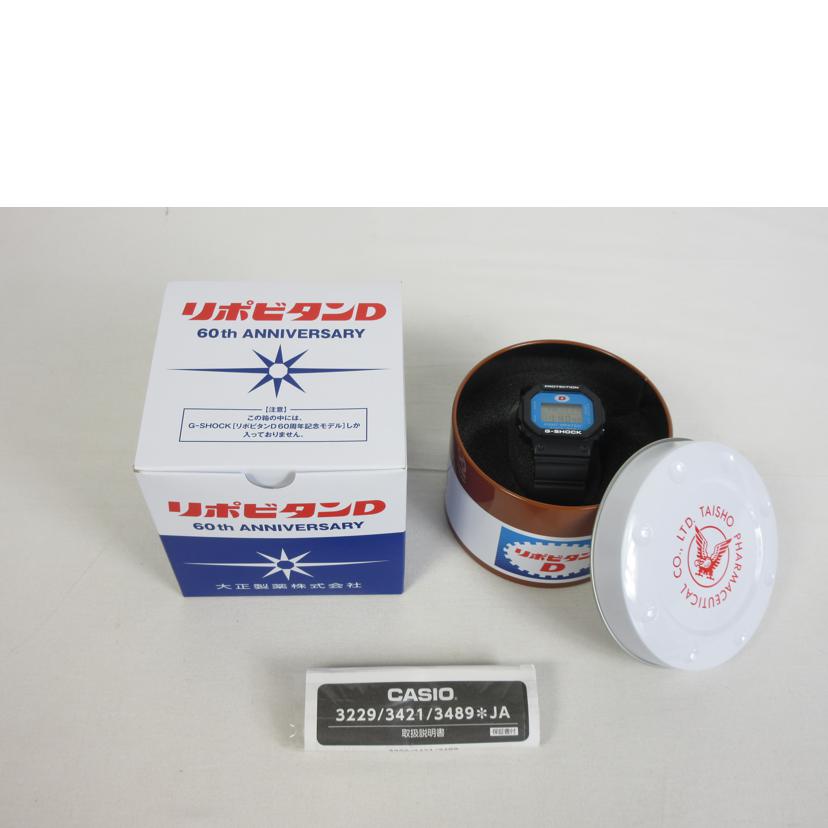 リポビタンD
60th ANNIVERSARY
【注意】
この箱の中には、
G-SHOCK［リポビタンD 60周年記念モデル］しか
入っておりません。
リポビタンD
60th ANNIVERSARY
大正製薬株式会社
PROTECTION
D
G-SHOCK
リポビタン
D
TAISHO PHARMACEUTICAL CO., LTD.
CASIO
3229/3421/3489＊JA
取扱説明書
保証書付